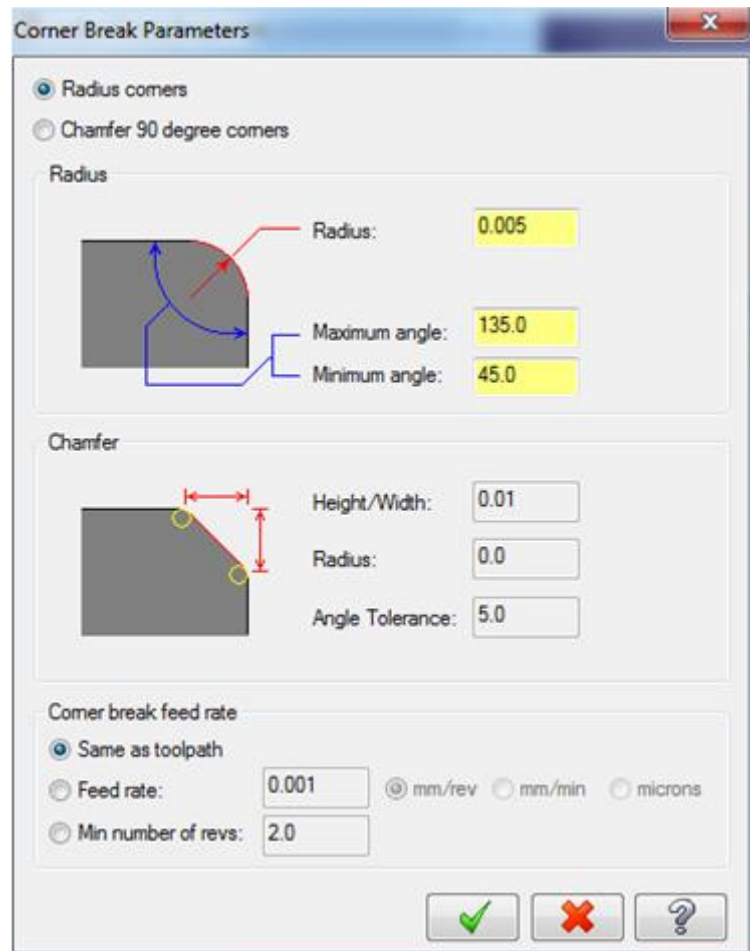 Corner Break Parameters
Radius corners
Chamfer 90 degree corners
Radius
Radius: 0.005
Maximum angle: 135.0
Minimum angle: 45.0
Chamfer
Height/Width: 0.01
Radius: 0.0
Angle Tolerance: 5.0
Corner break feed rate
Same as toolpath
Feed rate: 0.001 mm/rev mm/min microns
Min number of revs: 2.0